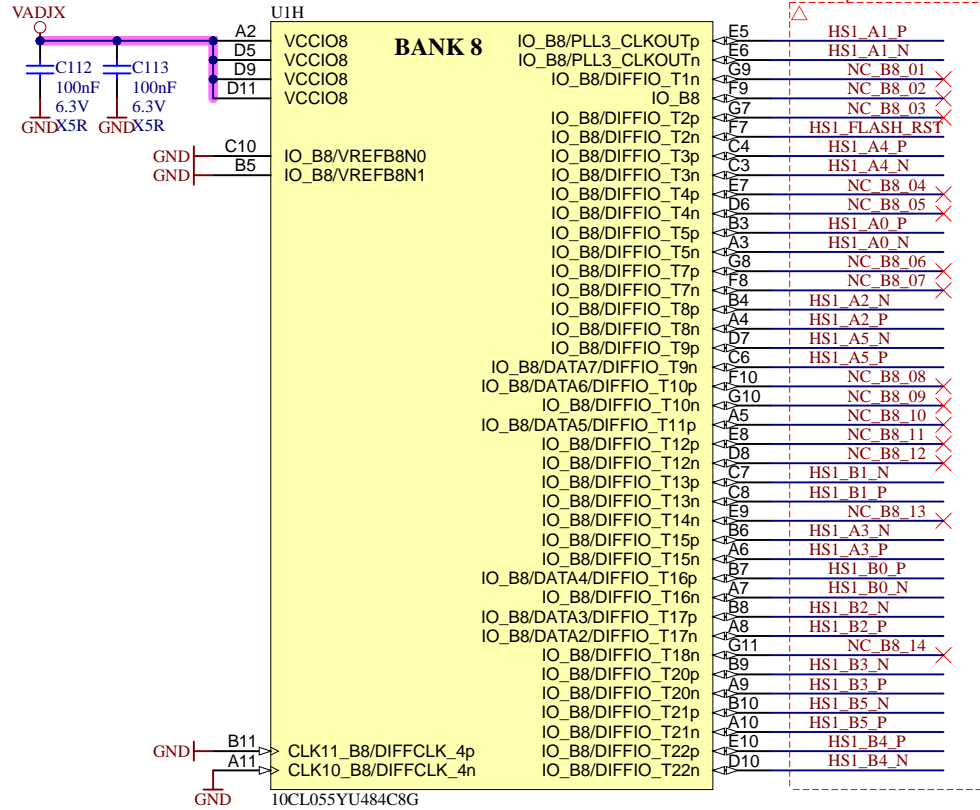 VADJX
U1H
BANK 8
A2 VCCIO8 IO_B8/PLL3_CLKOUTp E5 HS1_A1_P
D5 VCCIO8 IO_B8/PLL3_CLKOUTn E6 HS1_A1_N
D9 VCCIO8 IO_B8/DIFFIO_T1n G9 NC_B8_01
D11 VCCIO8 IO_B8 F9 NC_B8_02
C112 C113
100nF 100nF
6.3V 6.3V
X5R X5R
GND GND
IO_B8/DIFFIO_T2p G7 NC_B8_03
IO_B8/DIFFIO_T2n F7 HS1_FLASH_RST
GND C10 IO_B8/VREFB8N0 IO_B8/DIFFIO_T3p C4 HS1_A4_P
GND B5 IO_B8/VREFB8N1 IO_B8/DIFFIO_T3n C3 HS1_A4_N
IO_B8/DIFFIO_T4p E7 NC_B8_04
IO_B8/DIFFIO_T4n D6 NC_B8_05
IO_B8/DIFFIO_T5p B3 HS1_A0_P
IO_B8/DIFFIO_T5n A3 HS1_A0_N
IO_B8/DIFFIO_T7p G8 NC_B8_06
IO_B8/DIFFIO_T7n F8 NC_B8_07
IO_B8/DIFFIO_T8p B4 HS1_A2_N
IO_B8/DIFFIO_T8n A4 HS1_A2_P
IO_B8/DIFFIO_T9p D7 HS1_A5_N
IO_B8/DATA7/DIFFIO_T9n C6 HS1_A5_P
IO_B8/DATA6/DIFFIO_T10p F10 NC_B8_08
IO_B8/DIFFIO_T10n G10 NC_B8_09
IO_B8/DATA5/DIFFIO_T11p A5 NC_B8_10
IO_B8/DIFFIO_T12p E8 NC_B8_11
IO_B8/DIFFIO_T12n D8 NC_B8_12
IO_B8/DIFFIO_T13p C7 HS1_B1_N
IO_B8/DIFFIO_T13n C8 HS1_B1_P
IO_B8/DIFFIO_T14n E9 NC_B8_13
IO_B8/DIFFIO_T15p B6 HS1_A3_N
IO_B8/DIFFIO_T15n A6 HS1_A3_P
IO_B8/DATA4/DIFFIO_T16p B7 HS1_B0_P
IO_B8/DIFFIO_T16n A7 HS1_B0_N
IO_B8/DATA3/DIFFIO_T17p B8 HS1_B2_N
IO_B8/DATA2/DIFFIO_T17n A8 HS1_B2_P
IO_B8/DIFFIO_T18n G11 NC_B8_14
IO_B8/DIFFIO_T20p B9 HS1_B3_N
IO_B8/DIFFIO_T20n A9 HS1_B3_P
IO_B8/DIFFIO_T21p B10 HS1_B5_N
IO_B8/DIFFIO_T21n A10 HS1_B5_P
GND B11 CLK11_B8/DIFFCLK_4p IO_B8/DIFFIO_T22p E10 HS1_B4_P
A11 CLK10_B8/DIFFCLK_4n IO_B8/DIFFIO_T22n D10 HS1_B4_N
GND
10CL055YU484C8G